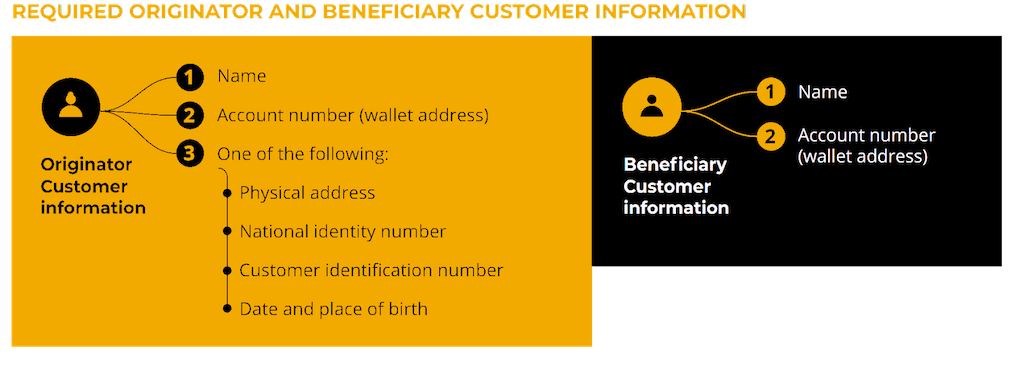 REQUIRED ORIGINATOR AND BENEFICIARY CUSTOMER INFORMATION
Originator
Customer
information
1 Name
2 Account number (wallet address)
3 One of the following:
Physical address
National identity number
Customer identification number
Date and place of birth
Beneficiary
Customer
information
1 Name
2 Account number
(wallet address)